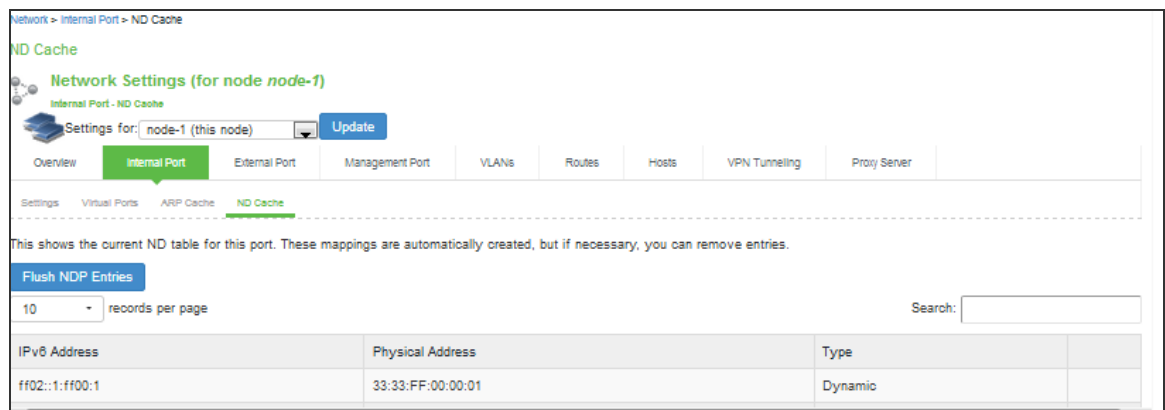 Network > Internal Port > ND Cache
ND Cache
Network Settings (for node node-1)
Internal Port - ND Cache
Settings for: node-1 (this node) Update
Overview Internal Port External Port Management Port VLANs Routes Hosts VPN Tunneling Proxy Server
Settings Virtual Ports ARP Cache ND Cache
This shows the current ND table for this port. These mappings are automatically created, but if necessary, you can remove entries.
Flush NDP Entries
10 records per page Search:
IPv6 Address Physical Address Type
ff02::1:ff00:1 33:33:FF:00:00:01 Dynamic